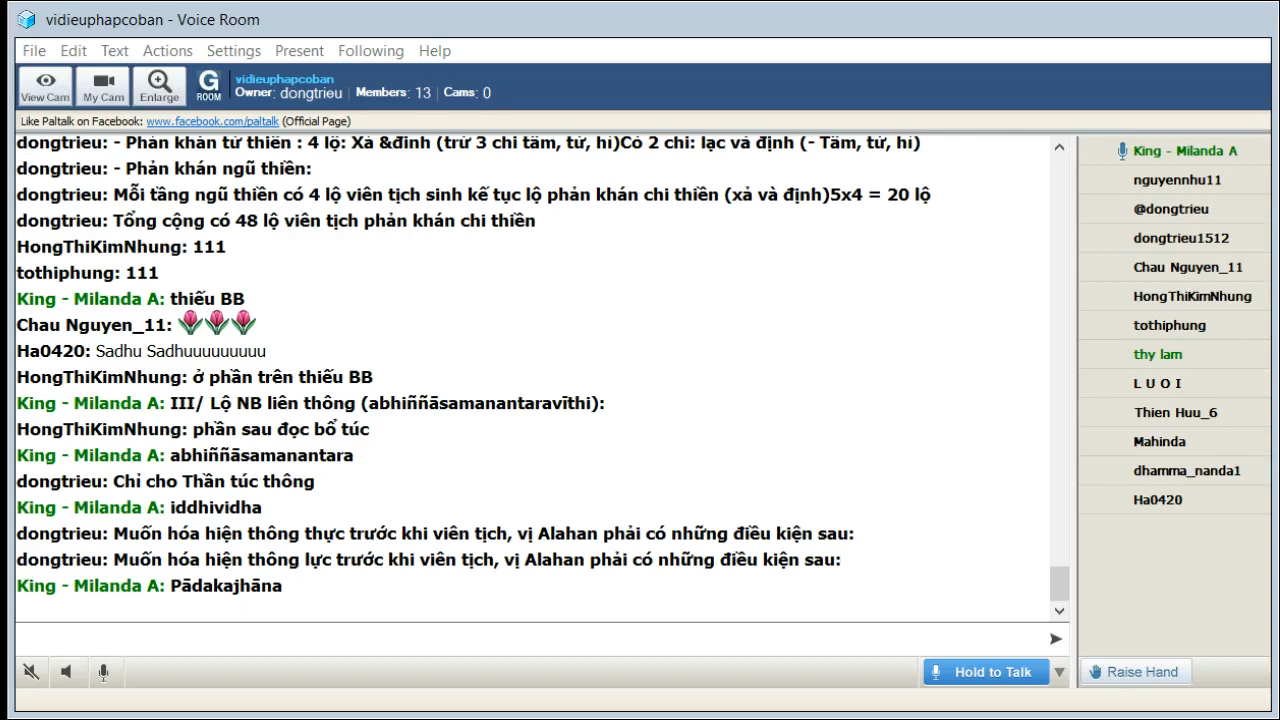 vidieuphapcoban - Voice Room
File Edit Text Actions Settings Present Following Help
View Cam My Cam Enlarge G ROOM
vidieuphapcoban
Owner: dongtrieu | Members: 13 | Cams: 0
Like Paltalk on Facebook: www.facebook.com/paltalk (Official Page)
dongtrieu: - Phản khán tứ thiền : 4 lộ: Xả &định (trừ 3 chi tầm, tứ, hỉ)Có 2 chi: lạc và định (- Tầm, tứ, hỉ)
dongtrieu: - Phản khán ngũ thiền:
dongtrieu: Mỗi tầng ngũ thiền có 4 lộ viên tịch sinh kế tục lộ phản khán chi thiền (xả và định)5x4 = 20 lộ
dongtrieu: Tổng cộng có 48 lộ viên tịch phản khán chi thiền
HongThiKimNhung: 111
tothiphung: 111
King - Milanda A: thiếu BB
Chau Nguyen_11:
Ha0420: Sadhu Sadhuuuuuuuuu
HongThiKimNhung: ở phần trên thiếu BB
King - Milanda A: III/ Lộ NB liên thông (abhiññāsamanantaravīthi):
HongThiKimNhung: phần sau đọc bổ túc
King - Milanda A: abhiññāsamanantara
dongtrieu: Chỉ cho Thần túc thông
King - Milanda A: iddhividha
dongtrieu: Muốn hóa hiện thông thực trước khi viên tịch, vị Alahan phải có những điều kiện sau:
dongtrieu: Muốn hóa hiện thông lực trước khi viên tịch, vị Alahan phải có những điều kiện sau:
King - Milanda A: Pādakajhāna
King - Milanda A
nguyennhu11
@dongtrieu
dongtrieu1512
Chau Nguyen_11
HongThiKimNhung
tothiphung
thy lam
L U O I
Thien Huu_6
Mahinda
dhamma_nanda1
Ha0420
Hold to Talk
Raise Hand